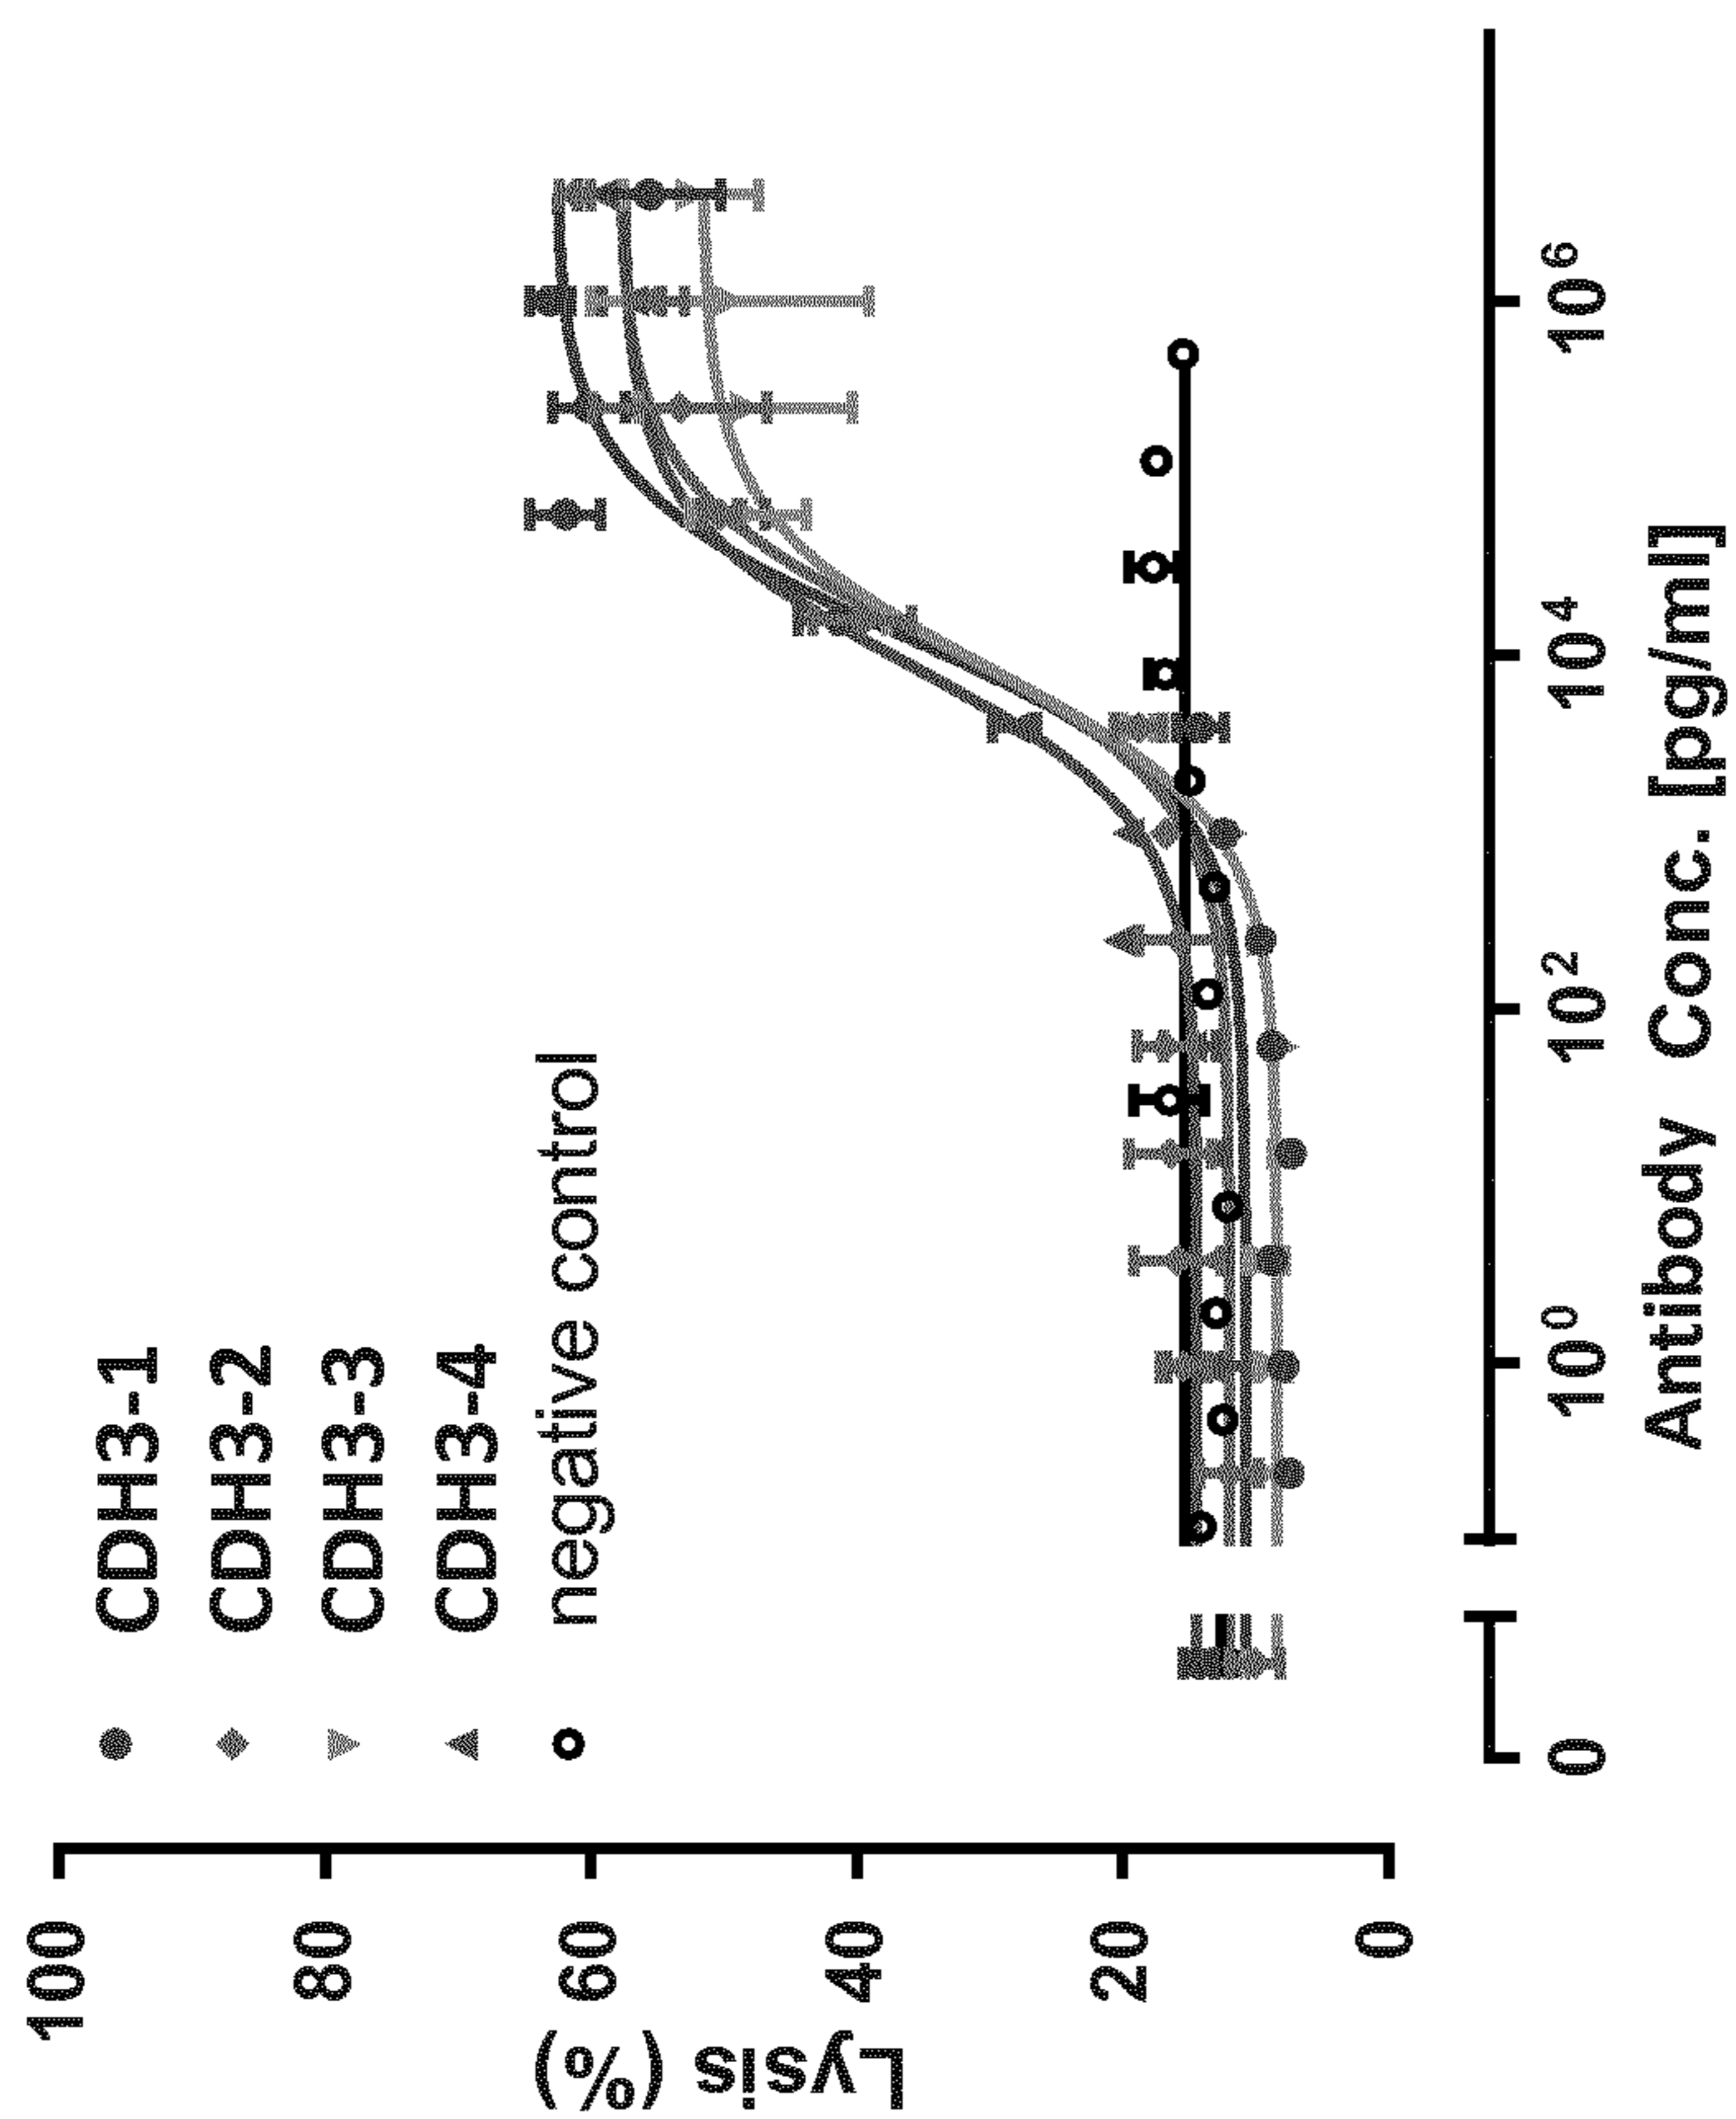 CDH3-1
CDH3-2
CDH3-3
CDH3-4
negative control
100
80
60
40
20
0
Lysis (%)
0
10⁰
10²
10⁴
10⁶
Antibody Conc. [pg/ml]